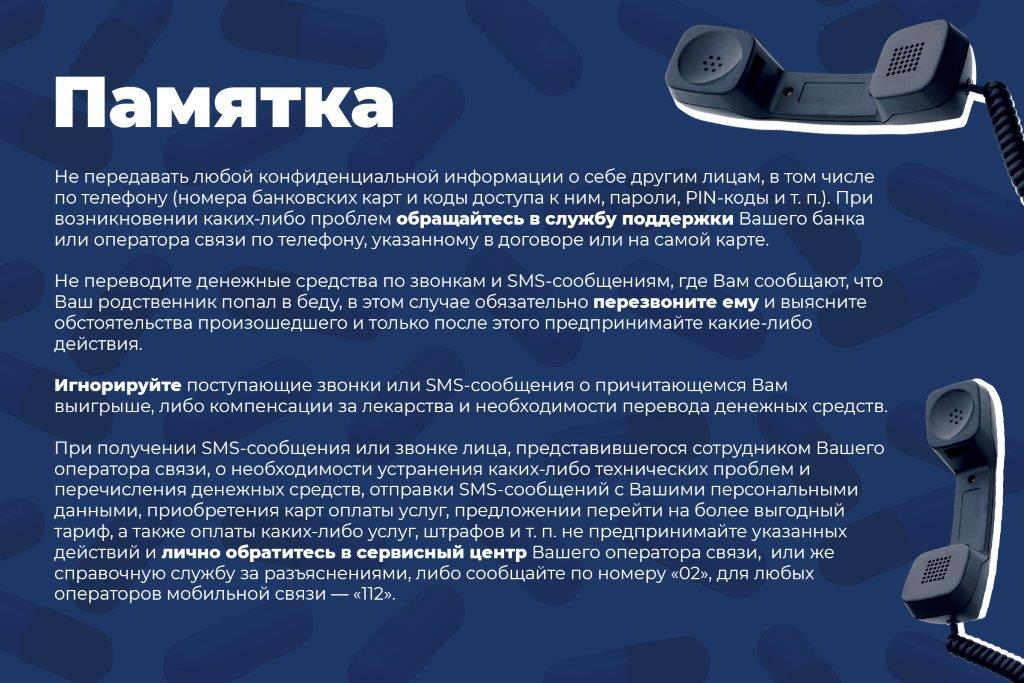 Памятка
Не передавать любой конфиденциальной информации о себе другим лицам, в том числе
по телефону (номера банковских карт и коды доступа к ним, пароли, PIN-коды и т. п.). При
возникновении каких-либо проблем обращайтесь в службу поддержки Вашего банка
или оператора связи по телефону, указанному в договоре или на самой карте.
Не переводите денежные средства по звонкам и SMS-сообщениям, где Вам сообщают, что
Ваш родственник попал в беду, в этом случае обязательно перезвоните ему и выясните
обстоятельства произошедшего и только после этого предпринимайте какие-либо
действия.
Игнорируйте поступающие звонки или SMS-сообщения о причитающемся Вам
выигрыше, либо компенсации за лекарства и необходимости перевода денежных средств.
При получении SMS-сообщения или звонке лица, представившегося сотрудником Вашего
оператора связи, о необходимости устранения каких-либо технических проблем и
перечисления денежных средств, отправки SMS-сообщений с Вашими персональными
данными, приобретения карт оплаты услуг, предложении перейти на более выгодный
тариф, а также оплаты каких-либо услуг, штрафов и т. п. не предпринимайте указанных
действий и лично обратитесь в сервисный центр Вашего оператора связи, или же
справочную службу за разъяснениями, либо сообщайте по номеру «02», для любых
операторов мобильной связи — «112».